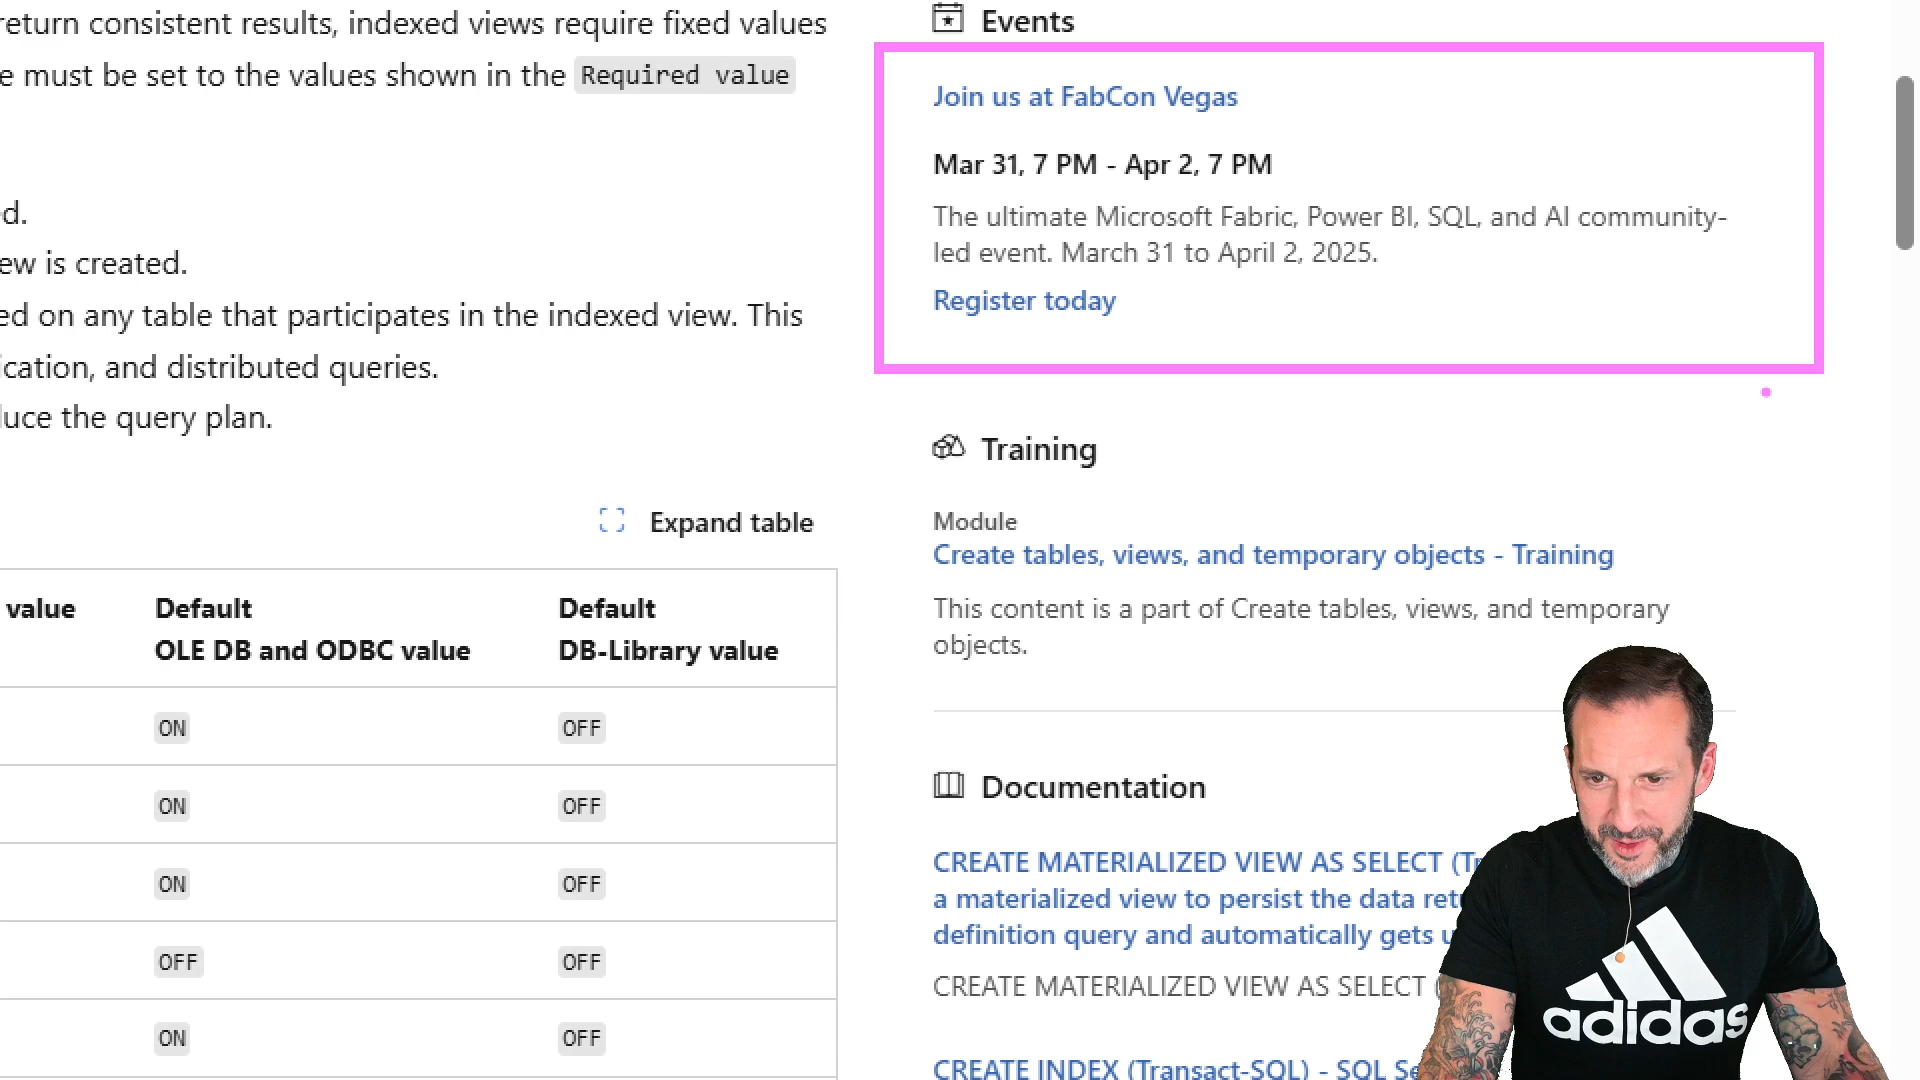 return consistent results, indexed views require fixed values
must be set to the values shown in the Required value
ew is created.
ed on any table that participates in the indexed view. This
ication, and distributed queries.
duce the query plan.
Expand table
value
Default
OLE DB and ODBC value
Default
DB-Library value
ON
OFF
ON
OFF
ON
OFF
OFF
OFF
ON
OFF
Events
Join us at FabCon Vegas
Mar 31, 7 PM - Apr 2, 7 PM
The ultimate Microsoft Fabric, Power BI, SQL, and AI community-
led event. March 31 to April 2, 2025.
Register today
Training
Module
Create tables, views, and temporary objects - Training
This content is a part of Create tables, views, and temporary
objects.
Documentation
CREATE MATERIALIZED VIEW AS SELECT (Tr
a materialized view to persist the data ret
definition query and automatically gets u
CREATE MATERIALIZED VIEW AS SELECT (
CREATE INDEX (Transact-SQL) - SQL Se
adidas